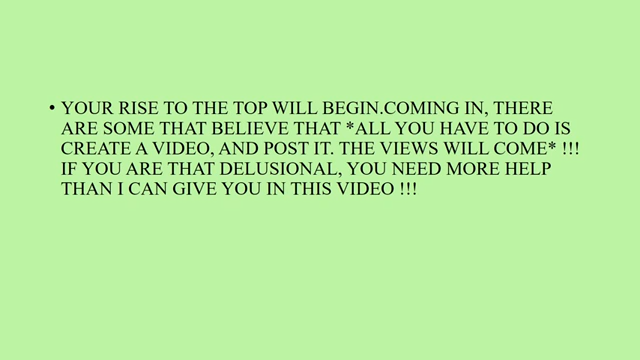 • YOUR RISE TO THE TOP WILL BEGIN.COMING IN, THERE
ARE SOME THAT BELIEVE THAT *ALL YOU HAVE TO DO IS
CREATE A VIDEO, AND POST IT. THE VIEWS WILL COME* !!!
IF YOU ARE THAT DELUSIONAL, YOU NEED MORE HELP
THAN I CAN GIVE YOU IN THIS VIDEO !!!